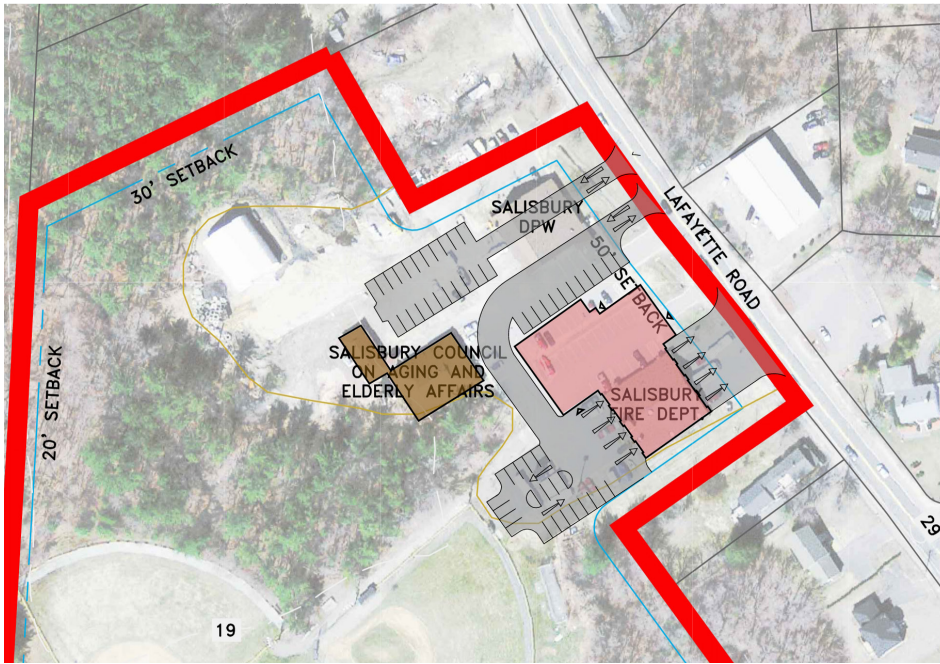 30' SETBACK
SALISBURY
DPW
LAFAYETTE ROAD
50' SETBACK
SALISBURY COUNCIL
ON AGING AND
ELDERLY AFFAIRS
SALISBURY
FIRE DEPT
20' SETBACK
29
19